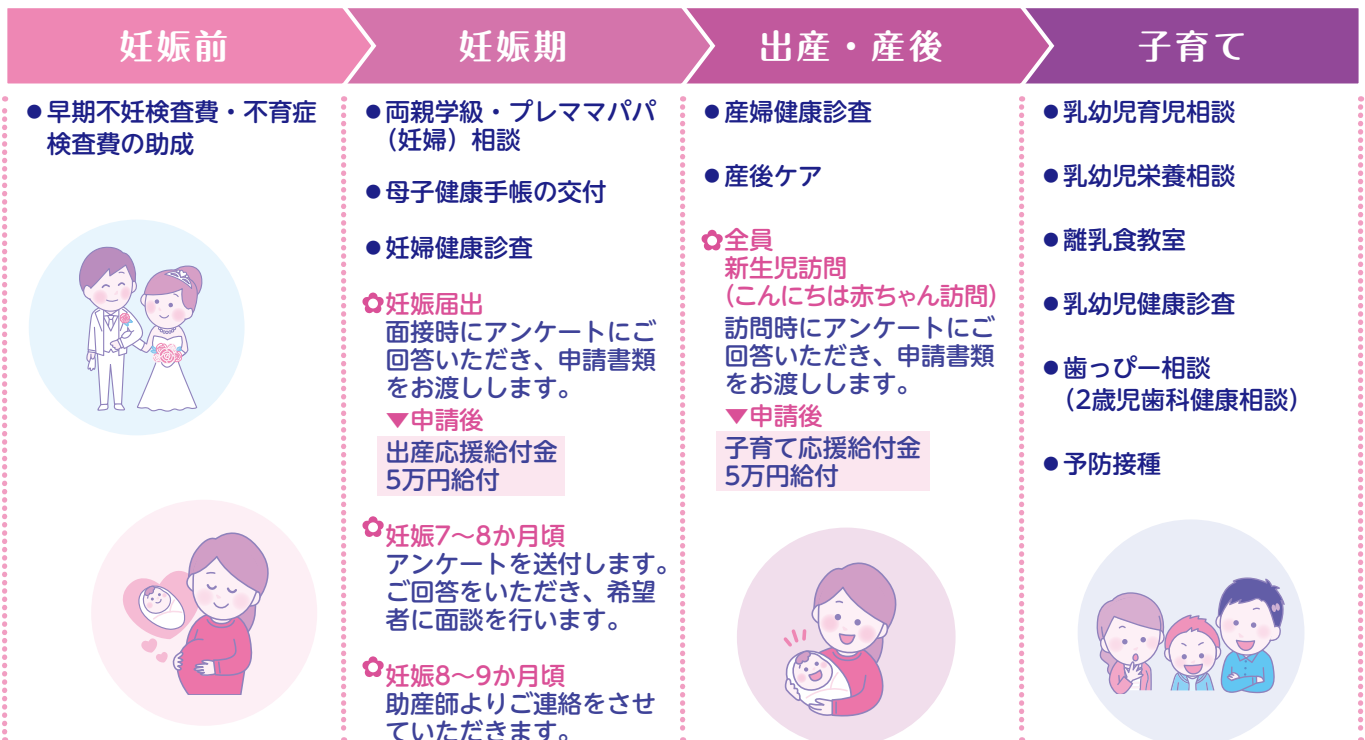 妊娠前
●早期不妊検査費・不育症
検査費の助成
妊娠期
●両親学級・プレママパパ
（妊婦）相談
●母子健康手帳の交付
●妊婦健康診査
妊娠届出
面接時にアンケートにご
回答いただき、申請書類
をお渡しします。
▼申請後
出産応援給付金
5万円給付
妊娠7〜8か月頃
アンケートを送付します。
ご回答をいただき、希望
者に面談を行います。
妊娠8〜9か月頃
助産師よりご連絡をさせ
ていただきます。
出産・産後
●産婦健康診査
●産後ケア
全員
新生児訪問
（こんにちは赤ちゃん訪問）
訪問時にアンケートにご
回答いただき、申請書類
をお渡しします。
▼申請後
子育て応援給付金
5万円給付
子育て
●乳幼児育児相談
●乳幼児栄養相談
●離乳食教室
●乳幼児健康診査
●歯っぴー相談
（2歳児歯科健康相談）
●予防接種